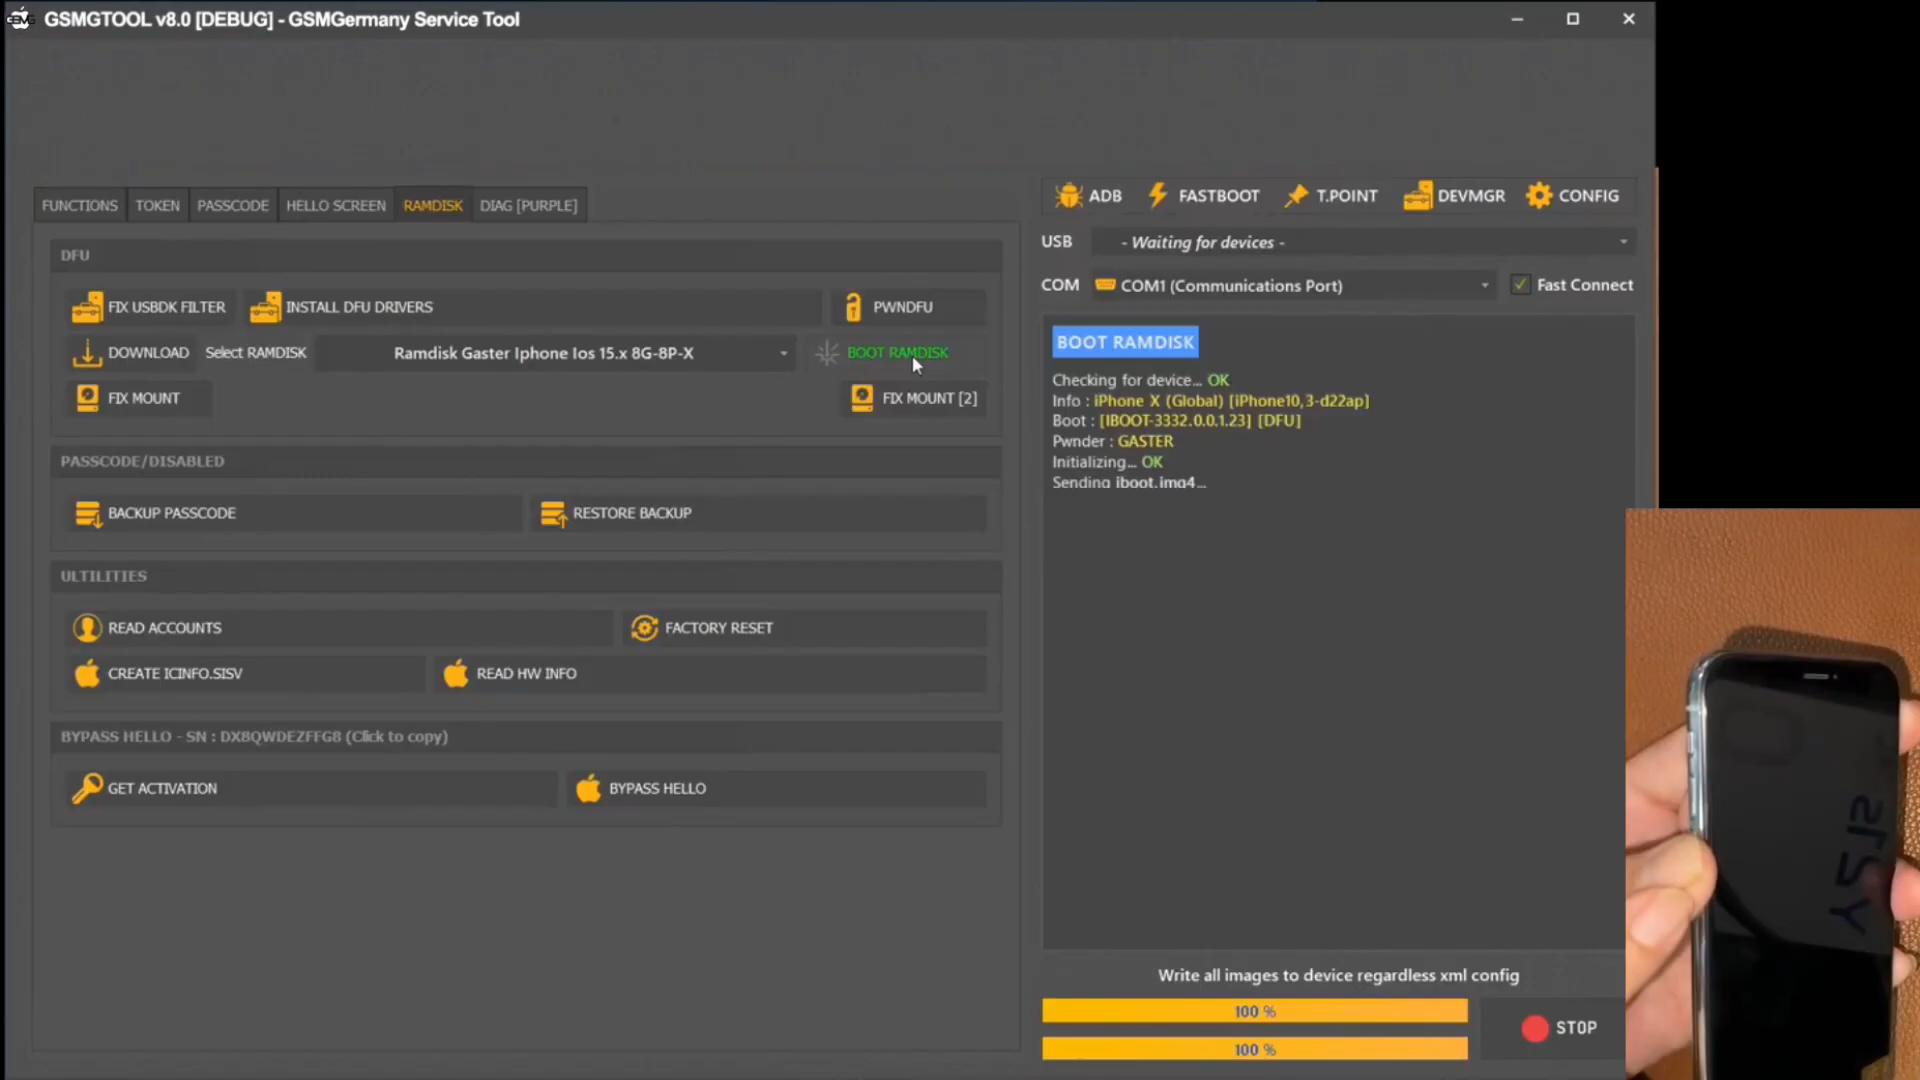 GSMGTOOL v8.0 [DEBUG] - GSMGermany Service Tool
FUNCTIONS TOKEN PASSCODE HELLO SCREEN RAMDISK DIAG [PURPLE]
DFU
FIX USBDK FILTER INSTALL DFU DRIVERS PWNDFU
DOWNLOAD Select RAMDISK Ramdisk Gaster Iphone Ios 15.x 8G-8P-X BOOT RAMDISK
FIX MOUNT FIX MOUNT [2]
PASSCODE/DISABLED
BACKUP PASSCODE RESTORE BACKUP
ULTILITIES
READ ACCOUNTS FACTORY RESET
CREATE ICINFO.SISV READ HW INFO
BYPASS HELLO - SN : DX8QWDEZFFG8 (Click to copy)
GET ACTIVATION BYPASS HELLO
ADB FASTBOOT T.POINT DEVMGR CONFIG
USB - Waiting for devices -
COM COM1 (Communications Port) Fast Connect
BOOT RAMDISK
Checking for device... OK
Info : iPhone X (Global) [iPhone10,3-d22ap]
Boot : [IBOOT-3332.0.0.1.23] [DFU]
Pwnder : GASTER
Initializing... OK
Sending iboot.img4...
Write all images to device regardless xml config
100 %
STOP
100 %